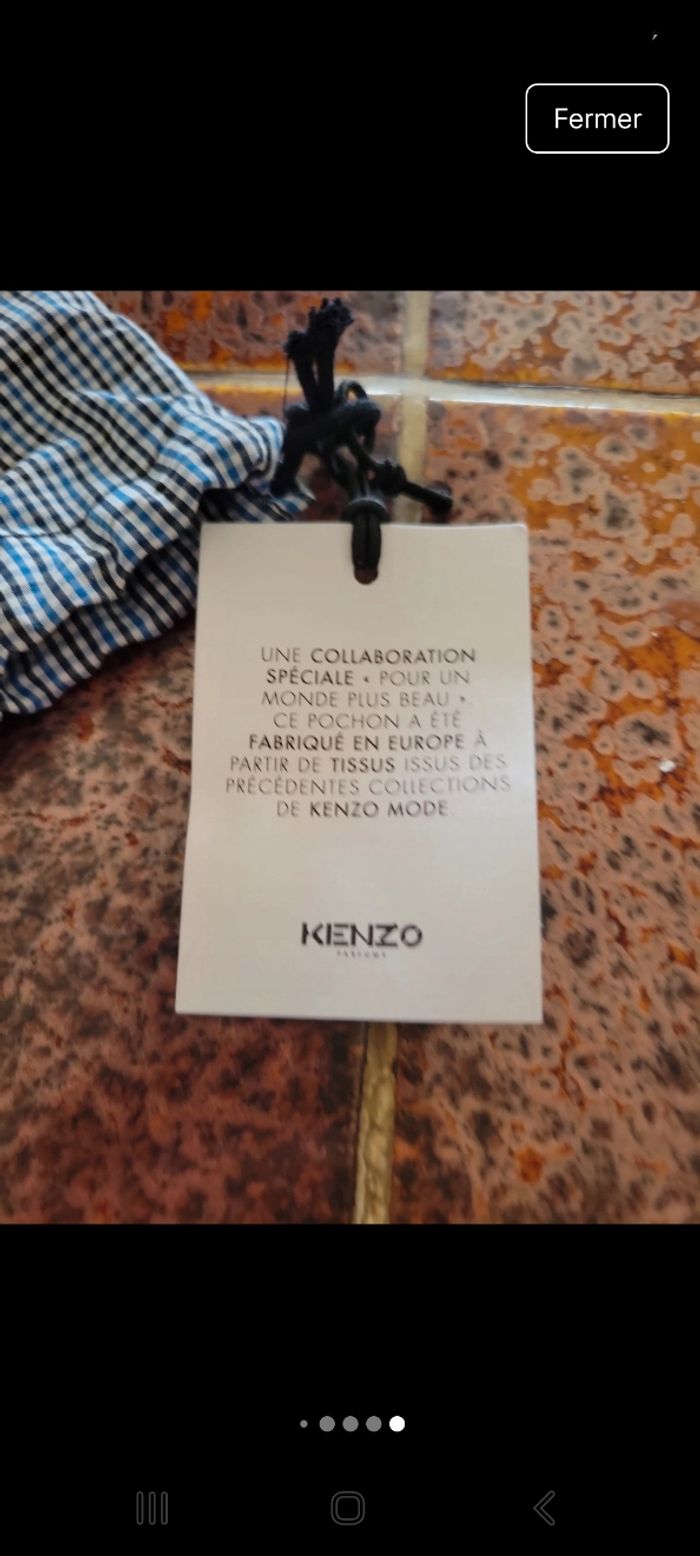 Fermer
UNE COLLABORATION
SPÉCIALE « POUR UN
MONDE PLUS BEAU ».
CE POCHON A ÉTÉ
FABRIQUÉ EN EUROPE À
PARTIR DE TISSUS ISSUS DES
PRÉCÉDENTES COLLECTIONS
DE KENZO MODE.
KENZO
PARFUMS